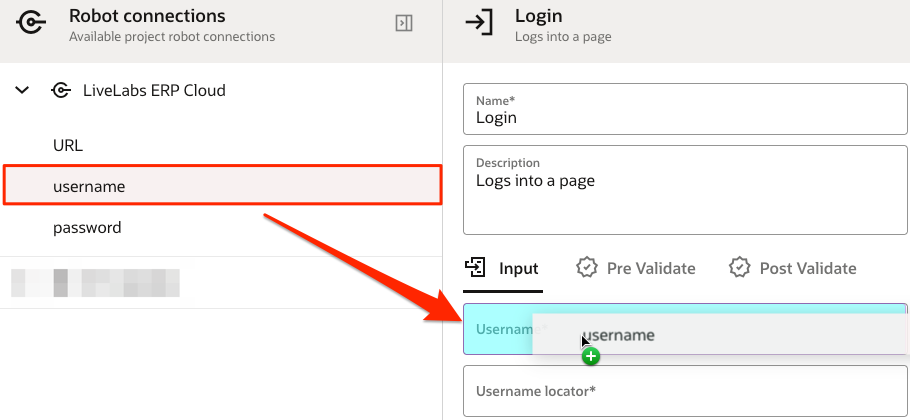 Robot connections
Available project robot connections
LiveLabs ERP Cloud
URL
username
password
Login
Logs into a page
Name*
Login
Description
Logs into a page
Input
Pre Validate
Post Validate
Username*
username
Username locator*